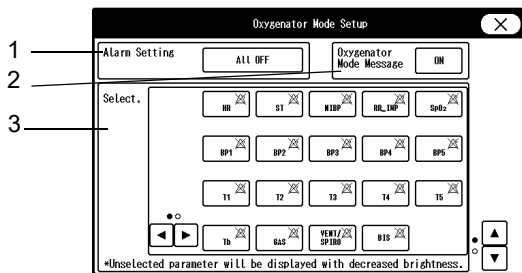 Oxygenator Mode Setup
1
Alarm Setting
ALL OFF
Oxygenator
Mode Message
ON
2
3
Select.
HR
ST
NIBP
RR_IMP
SpO₂
BP1
BP2
BP3
BP4
BP5
T1
T2
T3
T4
T5
Tb
GAS
VENT/
SPIRO
BIS
*Unselected parameter will be displayed with decreased brightness.